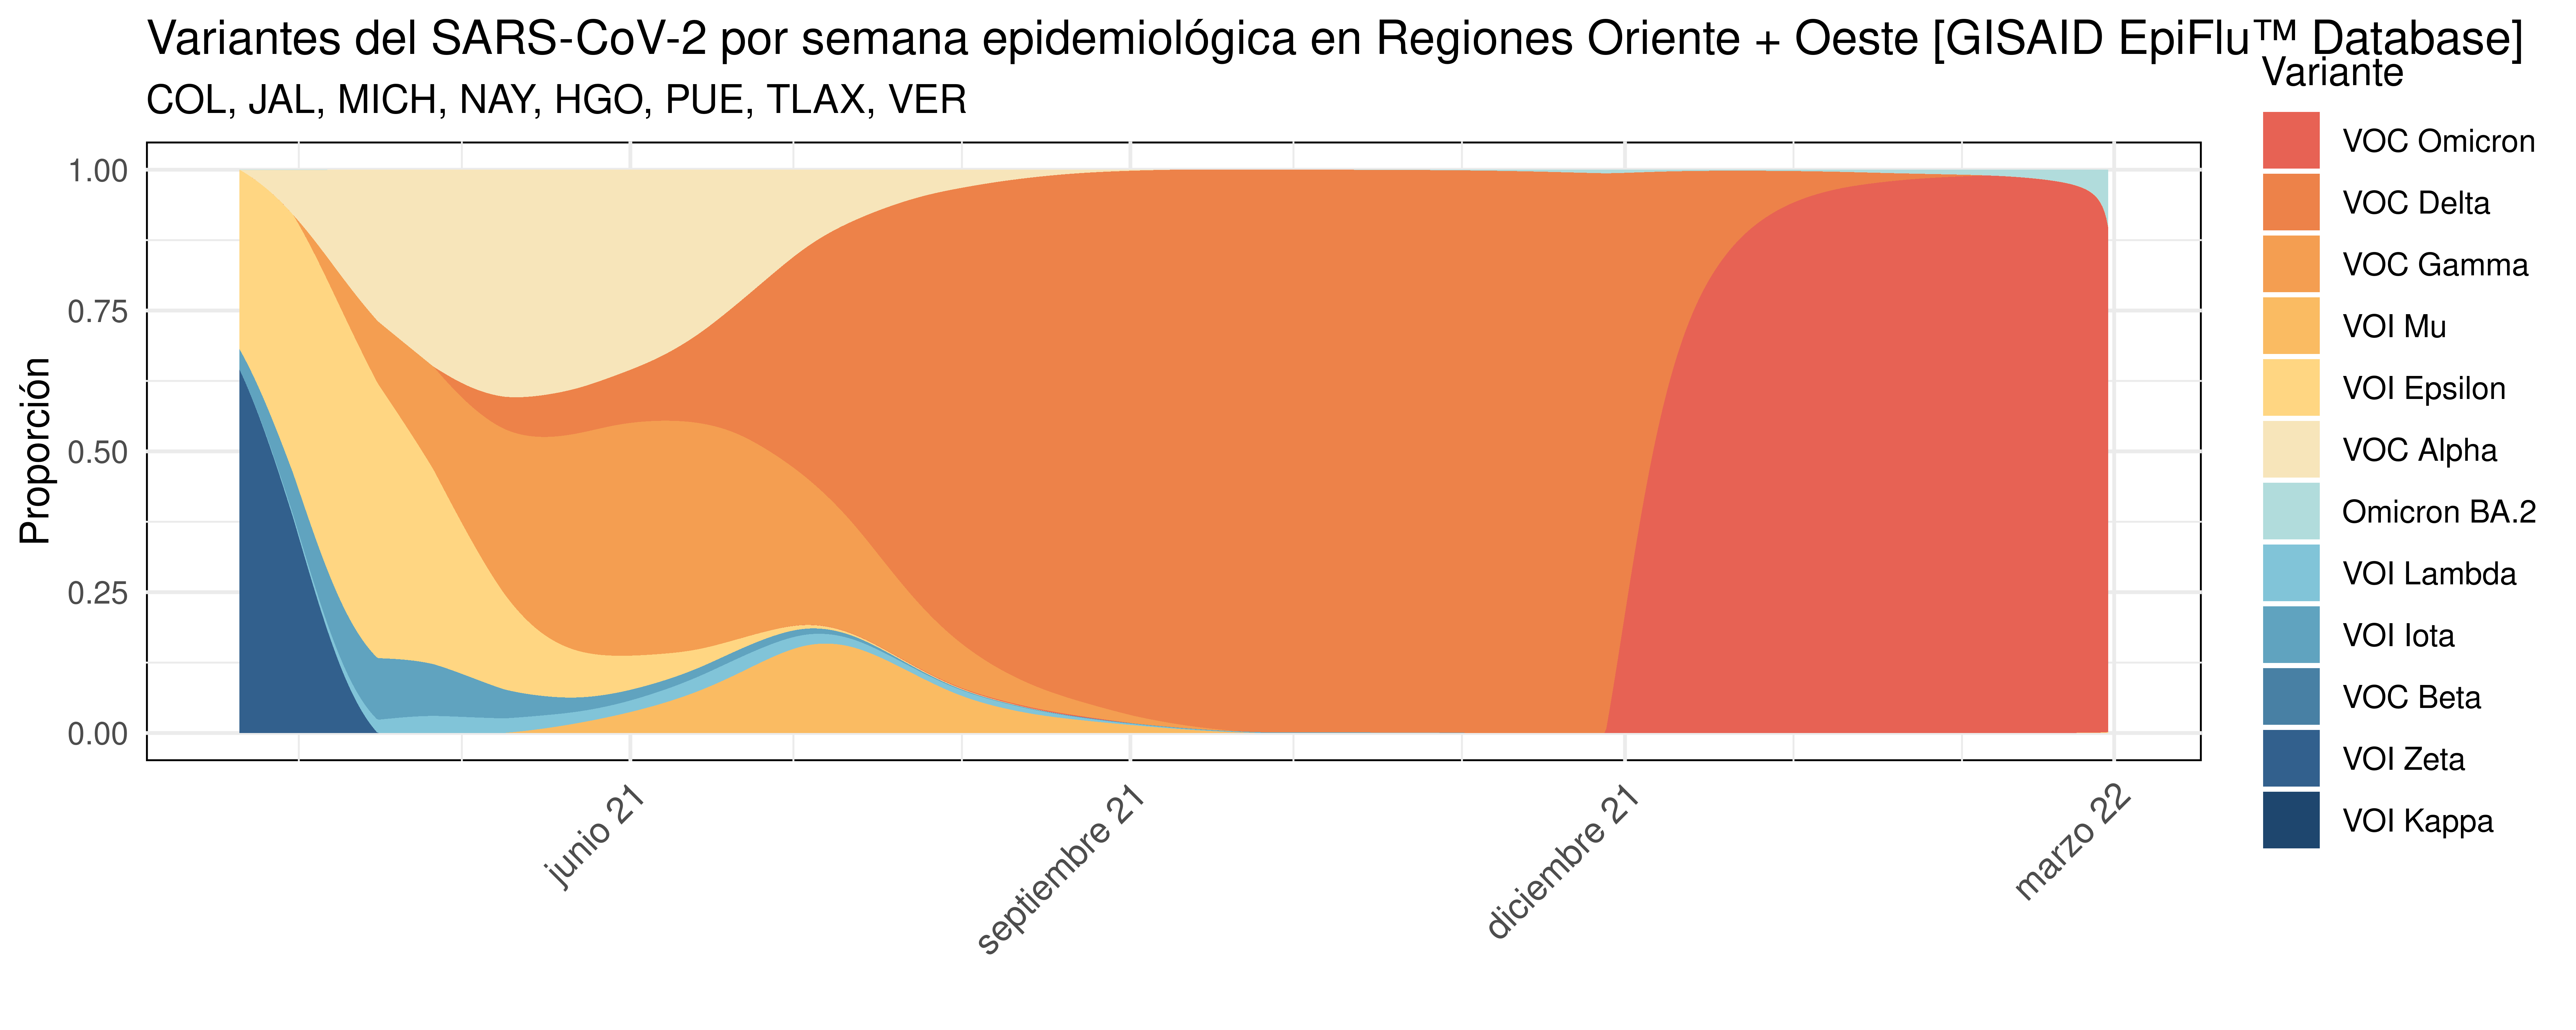 Variantes del SARS-CoV-2 por semana epidemiológica en Regiones Oriente + Oeste [GISAID EpiFlu™ Database]
COL, JAL, MICH, NAY, HGO, PUE, TLAX, VER
Proporción
1.00
0.75
0.50
0.25
0.00
junio 21
septiembre 21
diciembre 21
marzo 22
Variante
VOC Omicron
VOC Delta
VOC Gamma
VOI Mu
VOI Epsilon
VOC Alpha
Omicron BA.2
VOI Lambda
VOI Iota
VOC Beta
VOI Zeta
VOI Kappa